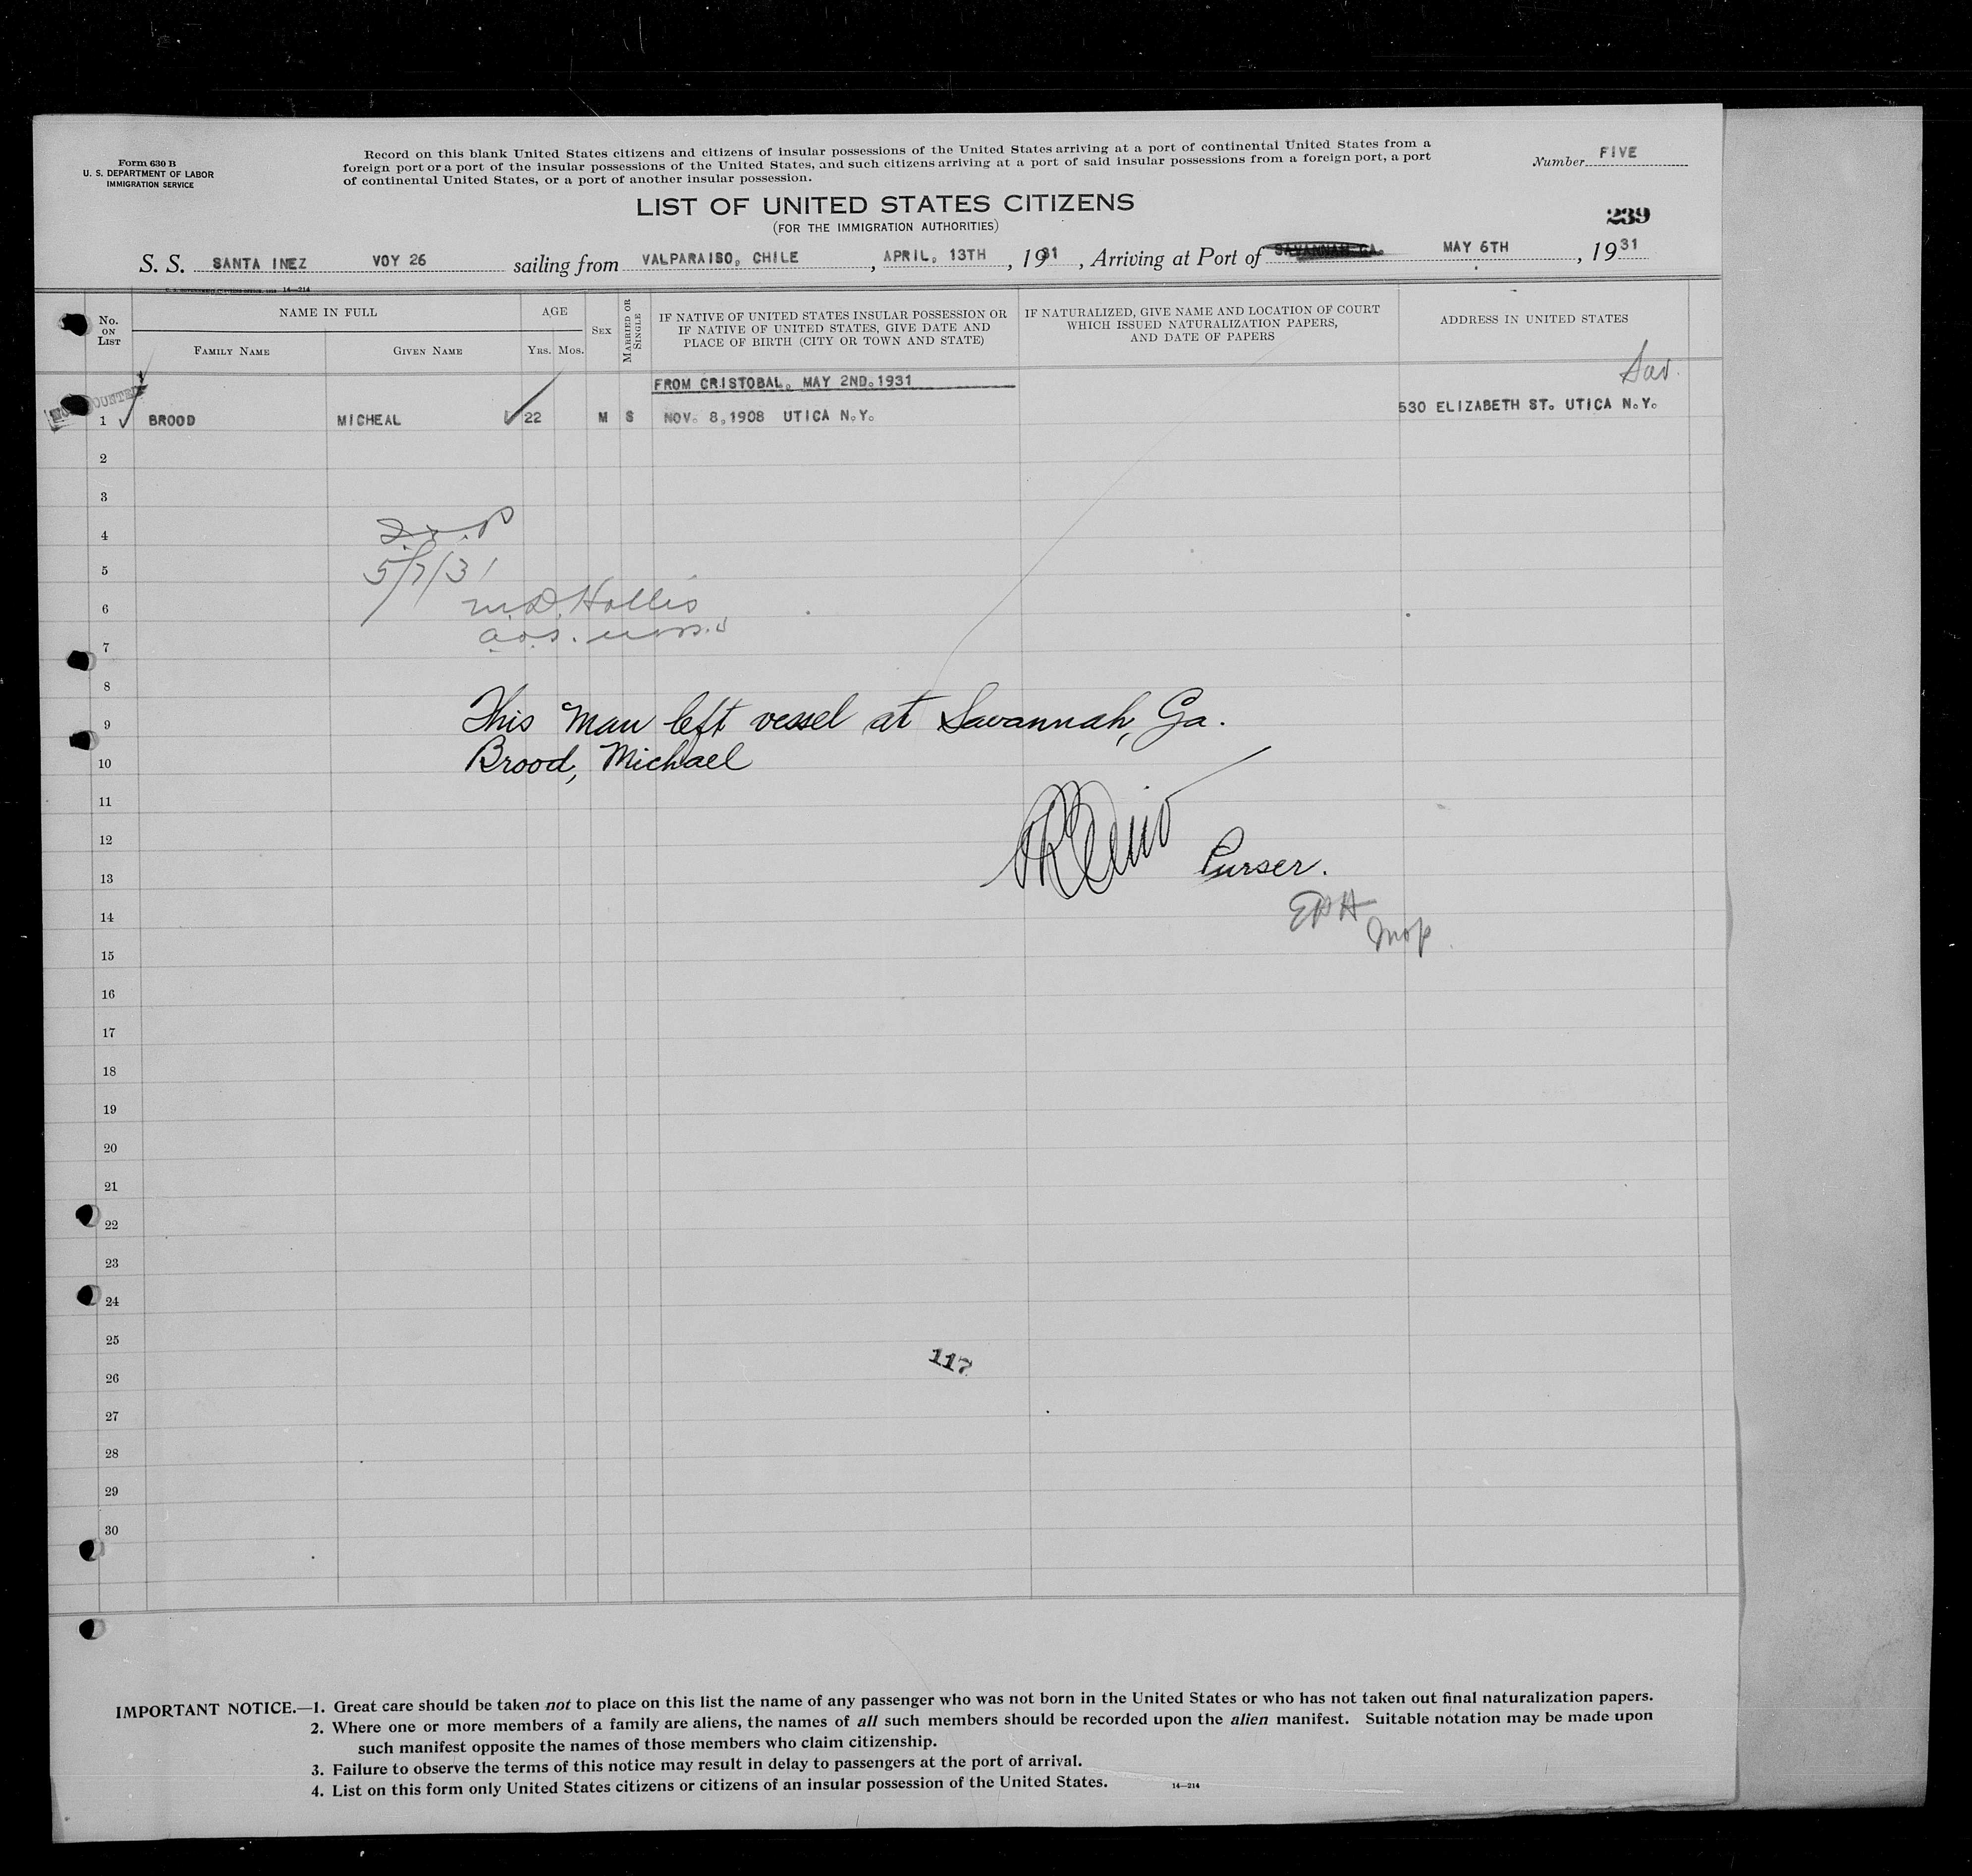 Form 630 B
U. S. DEPARTMENT OF LABOR
IMMIGRATION SERVICE
Record on this blank United States citizens and citizens of insular possessions of the United States arriving at a port of continental United States from a
foreign port or a port of the insular possessions of the United States, and such citizens arriving at a port of said insular possessions from a foreign port, a port
of continental United States, or a port of another insular possession.
Number FIVE
LIST OF UNITED STATES CITIZENS
(FOR THE IMMIGRATION AUTHORITIES)
239
S. S. SANTA INEZ VOY 26 sailing from VALPARAISO, CHILE, APRIL, 13TH, 1931, Arriving at Port of SAVANNAH GA. MAY 6TH, 1931
14—214
No. ON LIST
NAME IN FULL
FAMILY NAME
GIVEN NAME
AGE
YRS. MOS.
SEX
MARRIED OR SINGLE
IF NATIVE OF UNITED STATES INSULAR POSSESSION OR
IF NATIVE OF UNITED STATES, GIVE DATE AND
PLACE OF BIRTH (CITY OR TOWN AND STATE)
IF NATURALIZED, GIVE NAME AND LOCATION OF COURT
WHICH ISSUED NATURALIZATION PAPERS,
AND DATE OF PAPERS
ADDRESS IN UNITED STATES
Sav.
FROM CRISTOBAL. MAY 2ND.1931
1 BROOD MICHEAL 22 M S NOV. 8,1908 UTICA N.Y. 530 ELIZABETH ST. UTICA N.Y.
2
3
4
5/7/31
5
M.D. Hollis
6
7
8
This man left vessel at Savannah, Ga.
9
Brood, Michael
10
11
12
Purser.
13
14
15
16
17
18
19
20
21
22
23
24
25
117
26
27
28
29
30
IMPORTANT NOTICE.—1. Great care should be taken not to place on this list the name of any passenger who was not born in the United States or who has not taken out final naturalization papers.
2. Where one or more members of a family are aliens, the names of all such members should be recorded upon the alien manifest. Suitable notation may be made upon
such manifest opposite the names of those members who claim citizenship.
3. Failure to observe the terms of this notice may result in delay to passengers at the port of arrival.
4. List on this form only United States citizens or citizens of an insular possession of the United States.
14—214